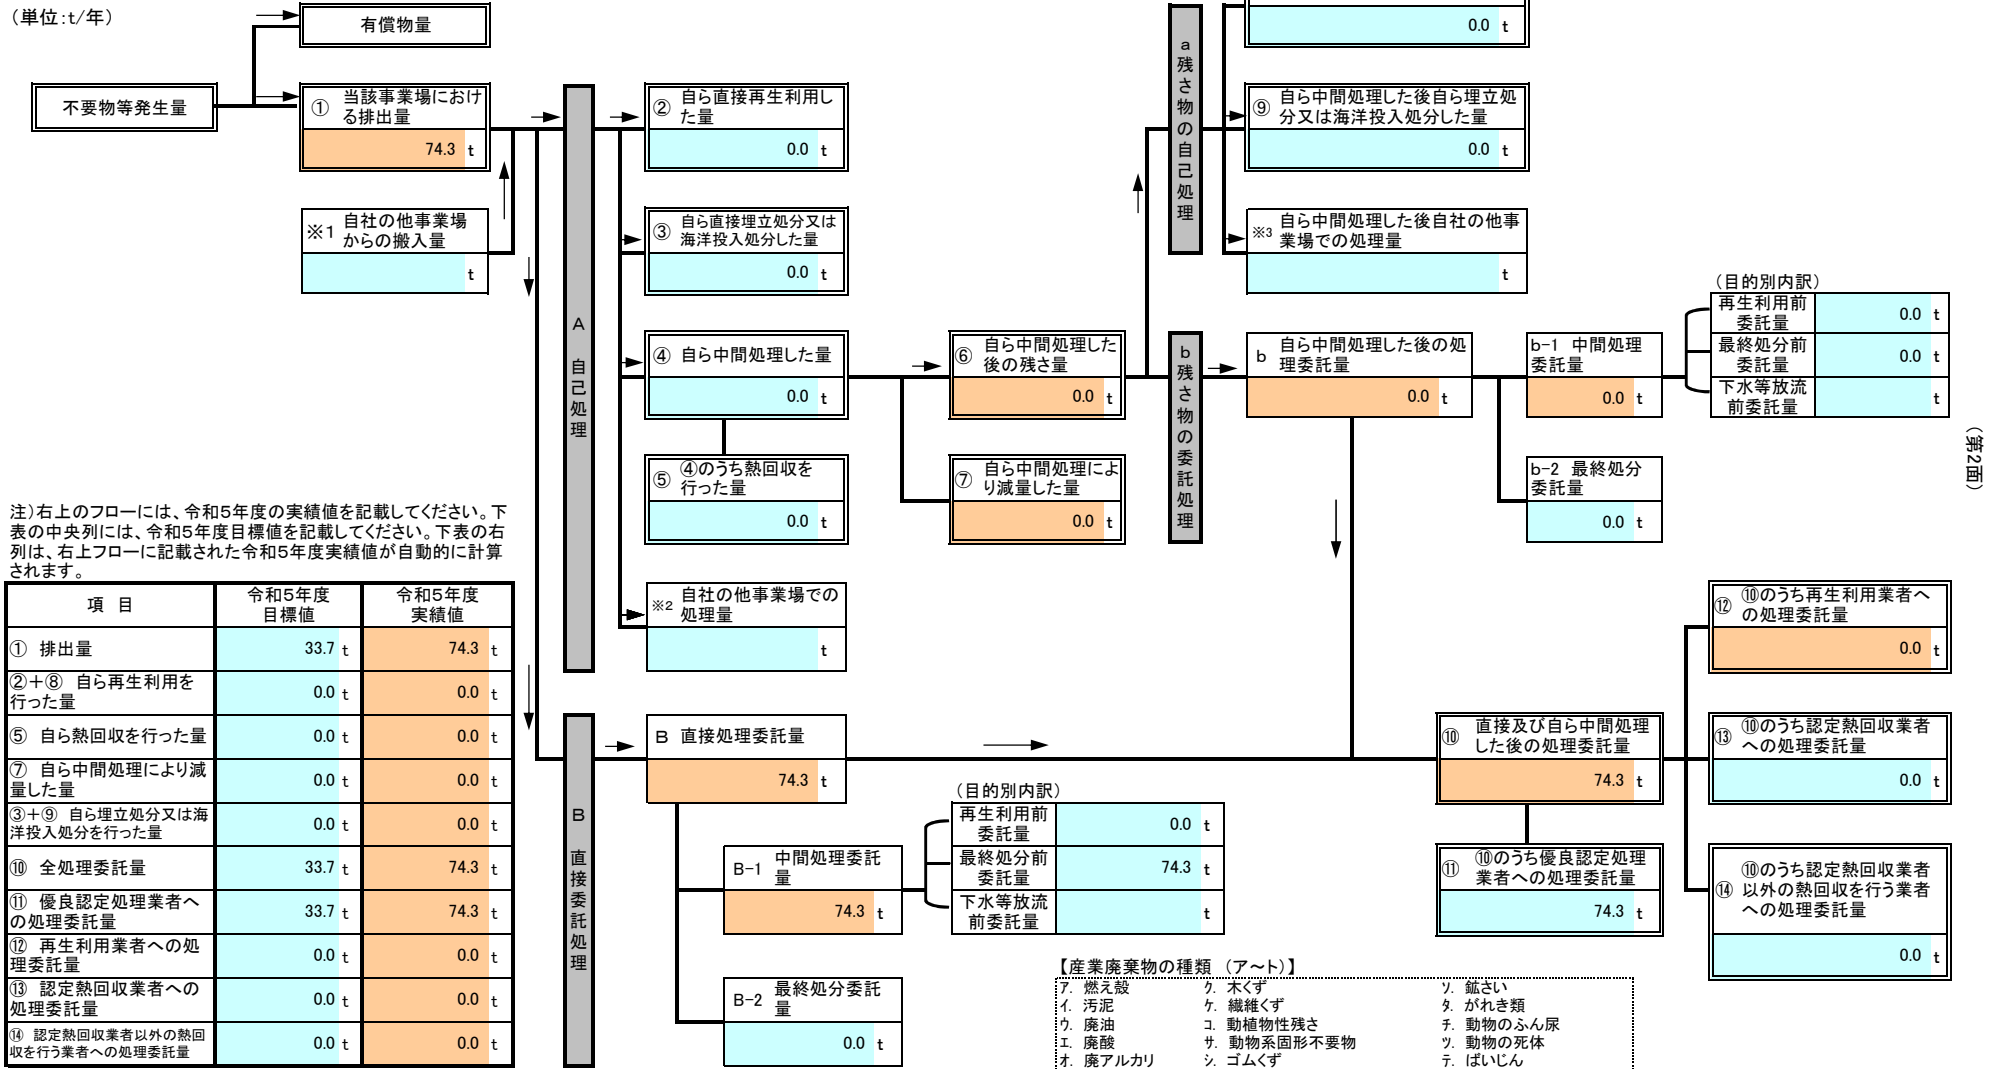 （単位：t/年）
有償物量
不要物等発生量
① 当該事業場におけ
る排出量
74.3 t
※1 自社の他事業場
からの搬入量
t
A 自己処理
② 自ら直接再生利用し
た量
0.0 t
③ 自ら直接埋立処分又は
海洋投入処分した量
0.0 t
④ 自ら中間処理した量
0.0 t
⑤ ④のうち熱回収を
行った量
0.0 t
※2 自社の他事業場での
処理量
t
⑥ 自ら中間処理した
後の残さ量
0.0 t
⑦ 自ら中間処理によ
り減量した量
0.0 t
a 残さ物の自己処理
0.0 t
⑨ 自ら中間処理した後自ら埋立処
分又は海洋投入処分した量
0.0 t
※3 自ら中間処理した後自社の他事
業場での処理量
t
b 残さ物の委託処理
b 自ら中間処理した後の処
理委託量
0.0 t
b-1 中間処理
委託量
0.0 t
b-2 最終処分
委託量
0.0 t
（目的別内訳）
再生利用前
委託量
0.0 t
最終処分前
委託量
0.0 t
下水等放流
前委託量
t
（第2面）
注）右上のフローには、令和５年度の実績値を記載してください。下
表の中央列には、令和５年度目標値を記載してください。下表の右
列は、右上フローに記載された令和５年度実績値が自動的に計算
されます。
項 目 令和５年度 目標値 令和５年度 実績値
① 排出量 33.7 t 74.3 t
②＋⑧ 自ら再生利用を
行った量 0.0 t 0.0 t
⑤ 自ら熱回収を行った量 0.0 t 0.0 t
⑦ 自ら中間処理により減
量した量 0.0 t 0.0 t
③＋⑨ 自ら埋立処分又は海
洋投入処分を行った量 0.0 t 0.0 t
⑩ 全処理委託量 33.7 t 74.3 t
⑪ 優良認定処理業者へ
の処理委託量 33.7 t 74.3 t
⑫ 再生利用業者への処
理委託量 0.0 t 0.0 t
⑬ 認定熱回収業者への
処理委託量 0.0 t 0.0 t
⑭ 認定熱回収業者以外の熱回
収を行う業者への処理委託量 0.0 t 0.0 t
B 直接委託処理
B 直接処理委託量
74.3 t
B-1 中間処理委託
量
74.3 t
B-2 最終処分委託
量
0.0 t
（目的別内訳）
再生利用前
委託量
0.0 t
最終処分前
委託量
74.3 t
下水等放流
前委託量
t
⑩ 直接及び自ら中間処理
した後の処理委託量
74.3 t
⑪ ⑩のうち優良認定処理
業者への処理委託量
74.3 t
⑫ ⑩のうち再生利用業者へ
の処理委託量
0.0 t
⑬ ⑩のうち認定熱回収業者
への処理委託量
0.0 t
⑭ ⑩のうち認定熱回収業者
以外の熱回収を行う業者
への処理委託量
0.0 t
【産業廃棄物の種類 （ア～ト）】
ア. 燃え殻 ク. 木くず ソ. 鉱さい
イ. 汚泥 ケ. 繊維くず タ. がれき類
ウ. 廃油 コ. 動植物性残さ チ. 動物のふん尿
エ. 廃酸 サ. 動物系固形不要物 ツ. 動物の死体
オ. 廃アルカリ シ. ゴムくず テ. ばいじん